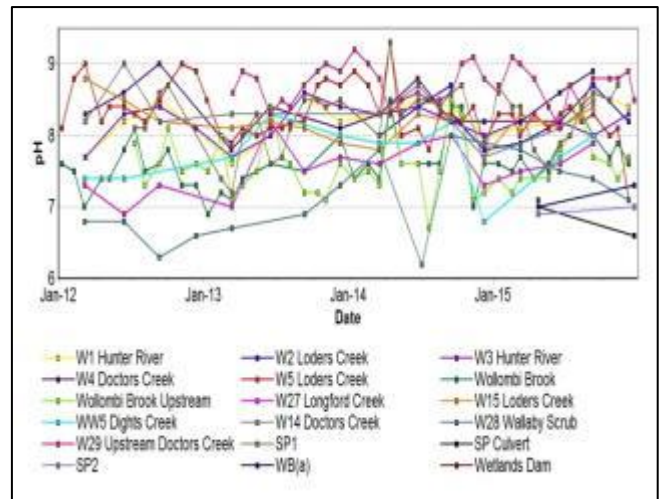 9
8
pH
7
6
Jan-12 Jan-13 Jan-14 Jan-15
Date
W1 Hunter River W2 Loders Creek W3 Hunter River
W4 Doctors Creek W5 Loders Creek Wollombi Brook
Wollombi Brook Upstream W27 Longford Creek W15 Loders Creek
WW5 Dights Creek W14 Doctors Creek W28 Wallaby Scrub
W29 Upstream Doctors Creek SP1 SP Culvert
SP2 WB(a) Wetlands Dam